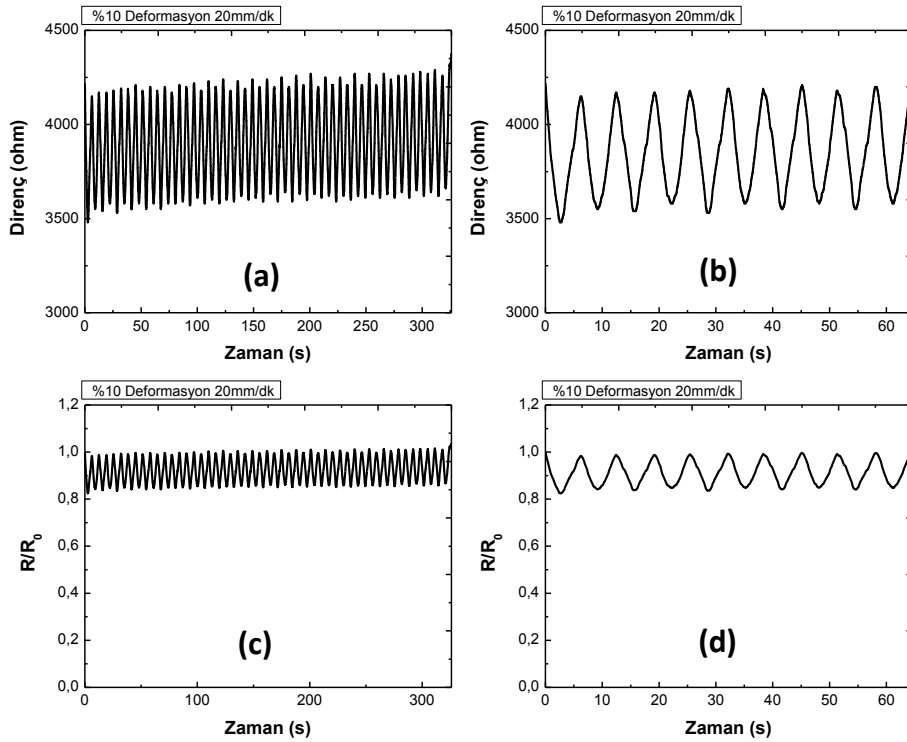 %10 Deformasyon 20mm/dk
4500
4000
3500
3000
Direnç (ohm)
0 50 100 150 200 250 300
Zaman (s)
(a)
%10 Deformasyon 20mm/dk
4500
4000
3500
3000
Direnç (ohm)
0 10 20 30 40 50 60
Zaman (s)
(b)
%10 Deformasyon 20mm/dk
1,2
1,0
0,8
0,6
0,4
0,2
0,0
R/R0
0 100 200 300
Zaman (s)
(c)
%10 Deformasyon 20mm/dk
1,2
1,0
0,8
0,6
0,4
0,2
0,0
R/R0
0 10 20 30 40 50 60
Zaman (s)
(d)